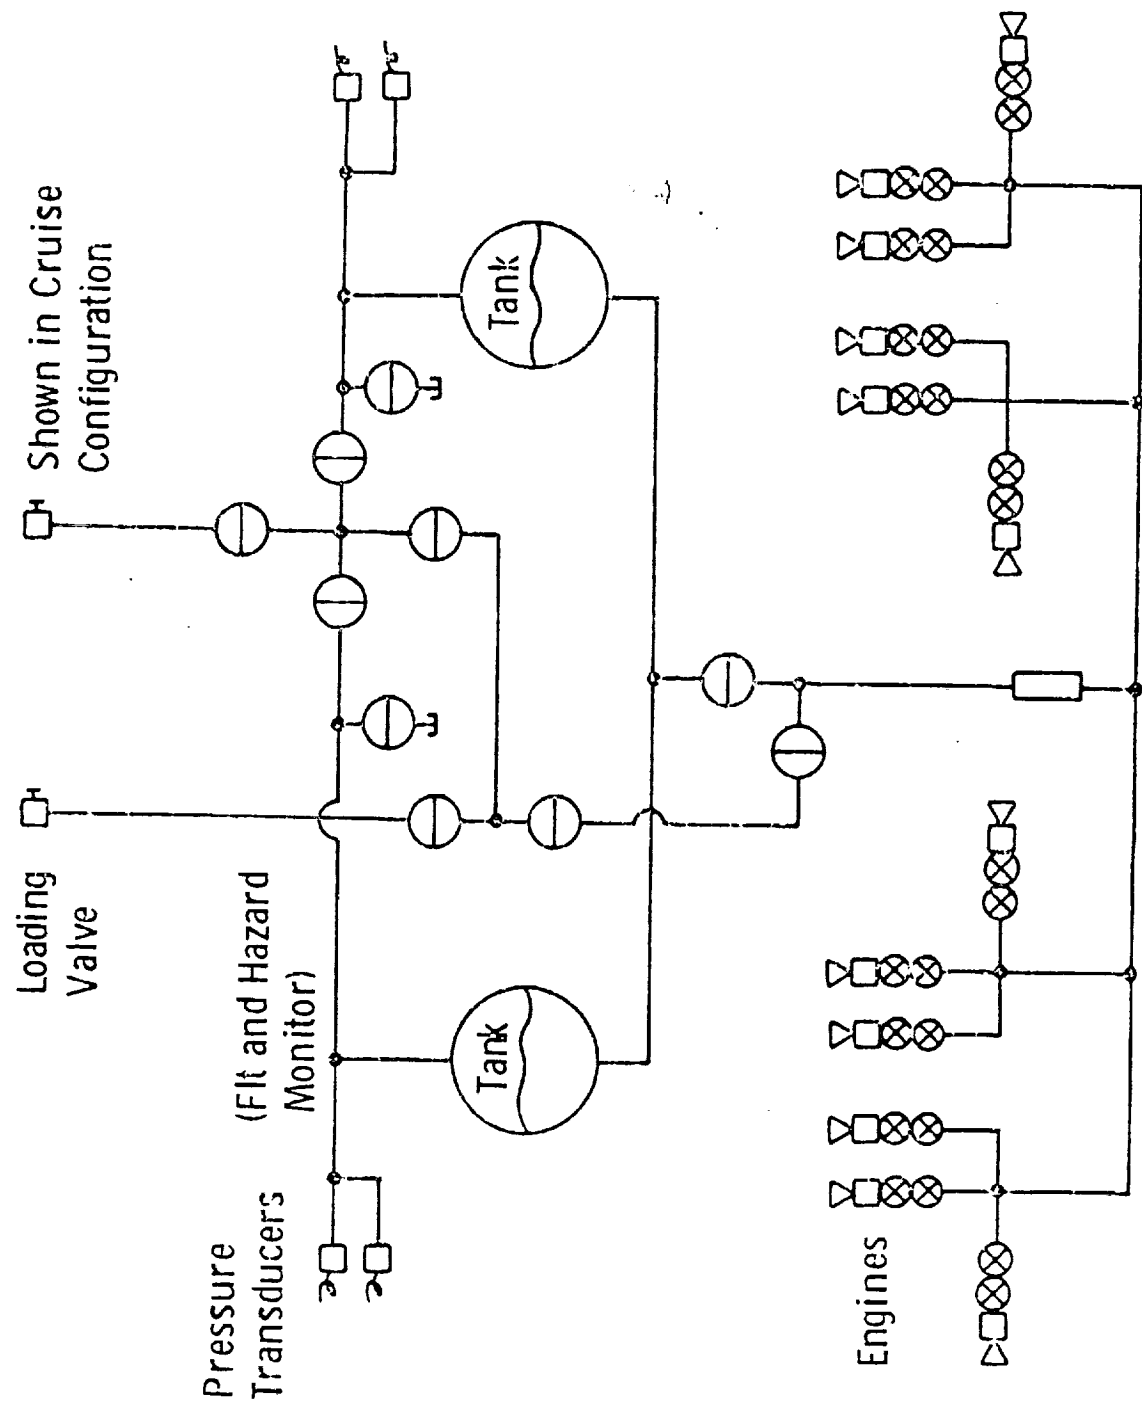 Loading
Valve
Shown in Cruise
Configuration
Pressure
Transducers
(Flt and Hazard
Monitor)
Tank
Tank
Engines